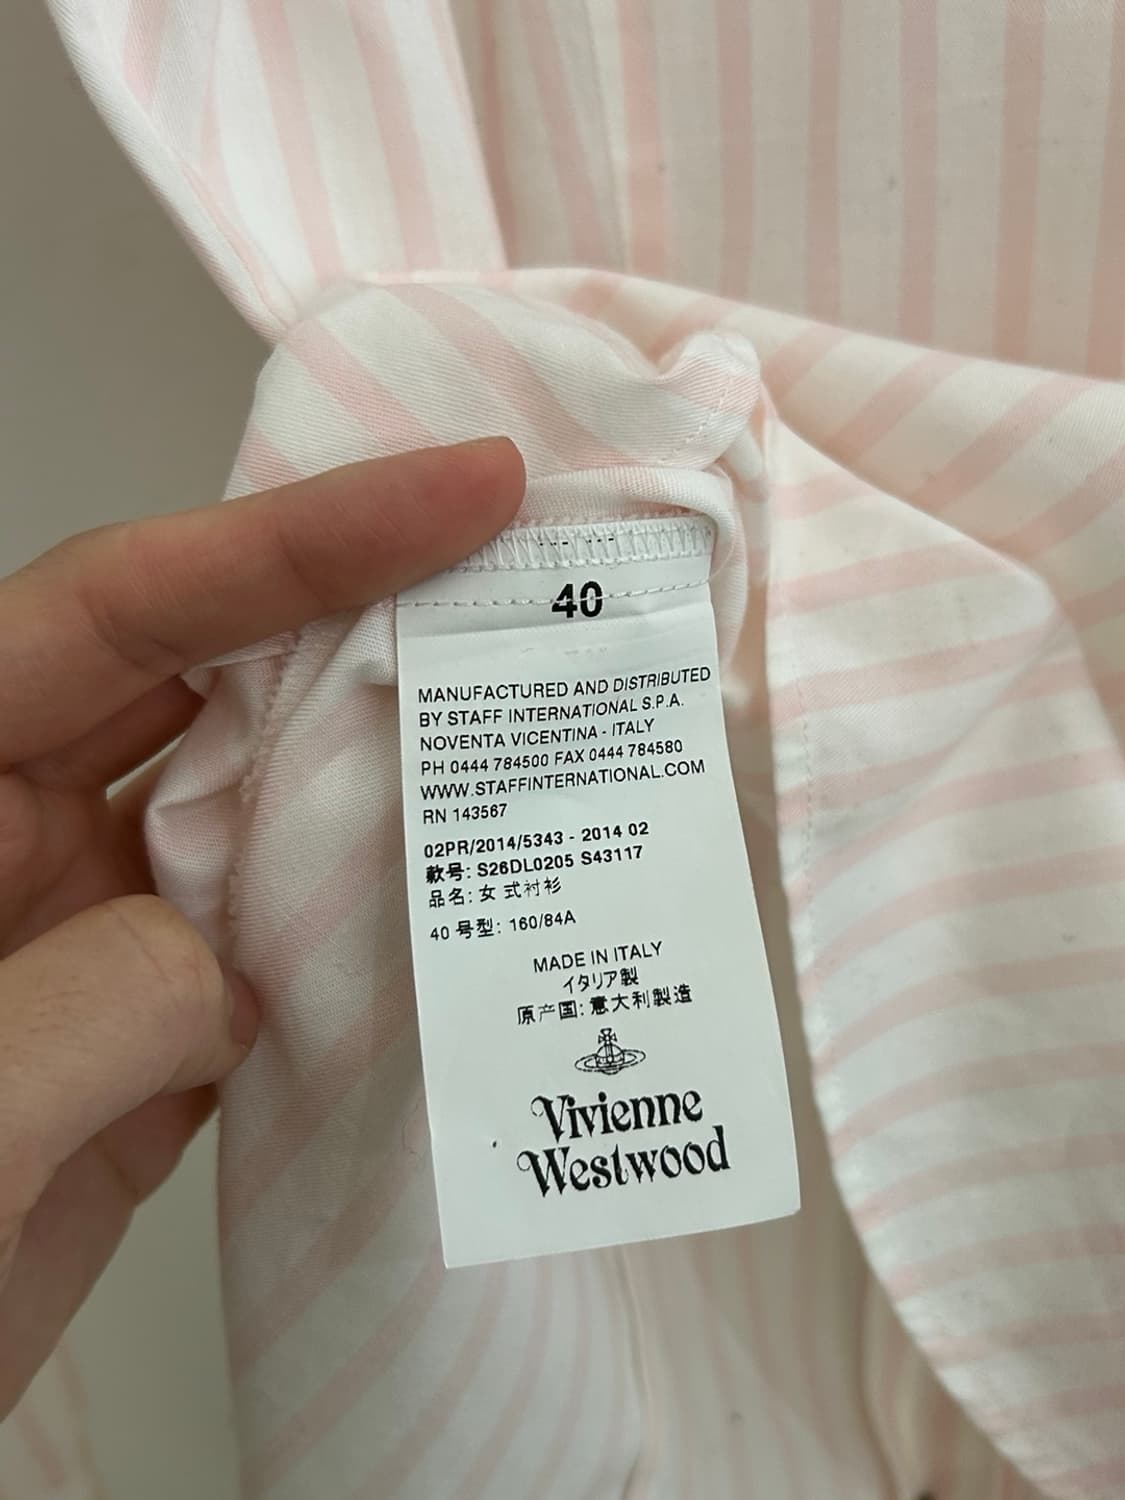 40
MANUFACTURED AND DISTRIBUTED
BY STAFF INTERNATIONAL S.P.A.
NOVENTA VICENTINA - ITALY
PH 0444 784500 FAX 0444 784580
WWW.STAFFINTERNATIONAL.COM
RN 143567
02PR/2014/5343 - 2014 02
款号: S26DL0205 S43117
品名: 女 式衬衫
40 号型: 160/84A
MADE IN ITALY
イタリア製
原产国: 意大利製造
Vivienne
Westwood